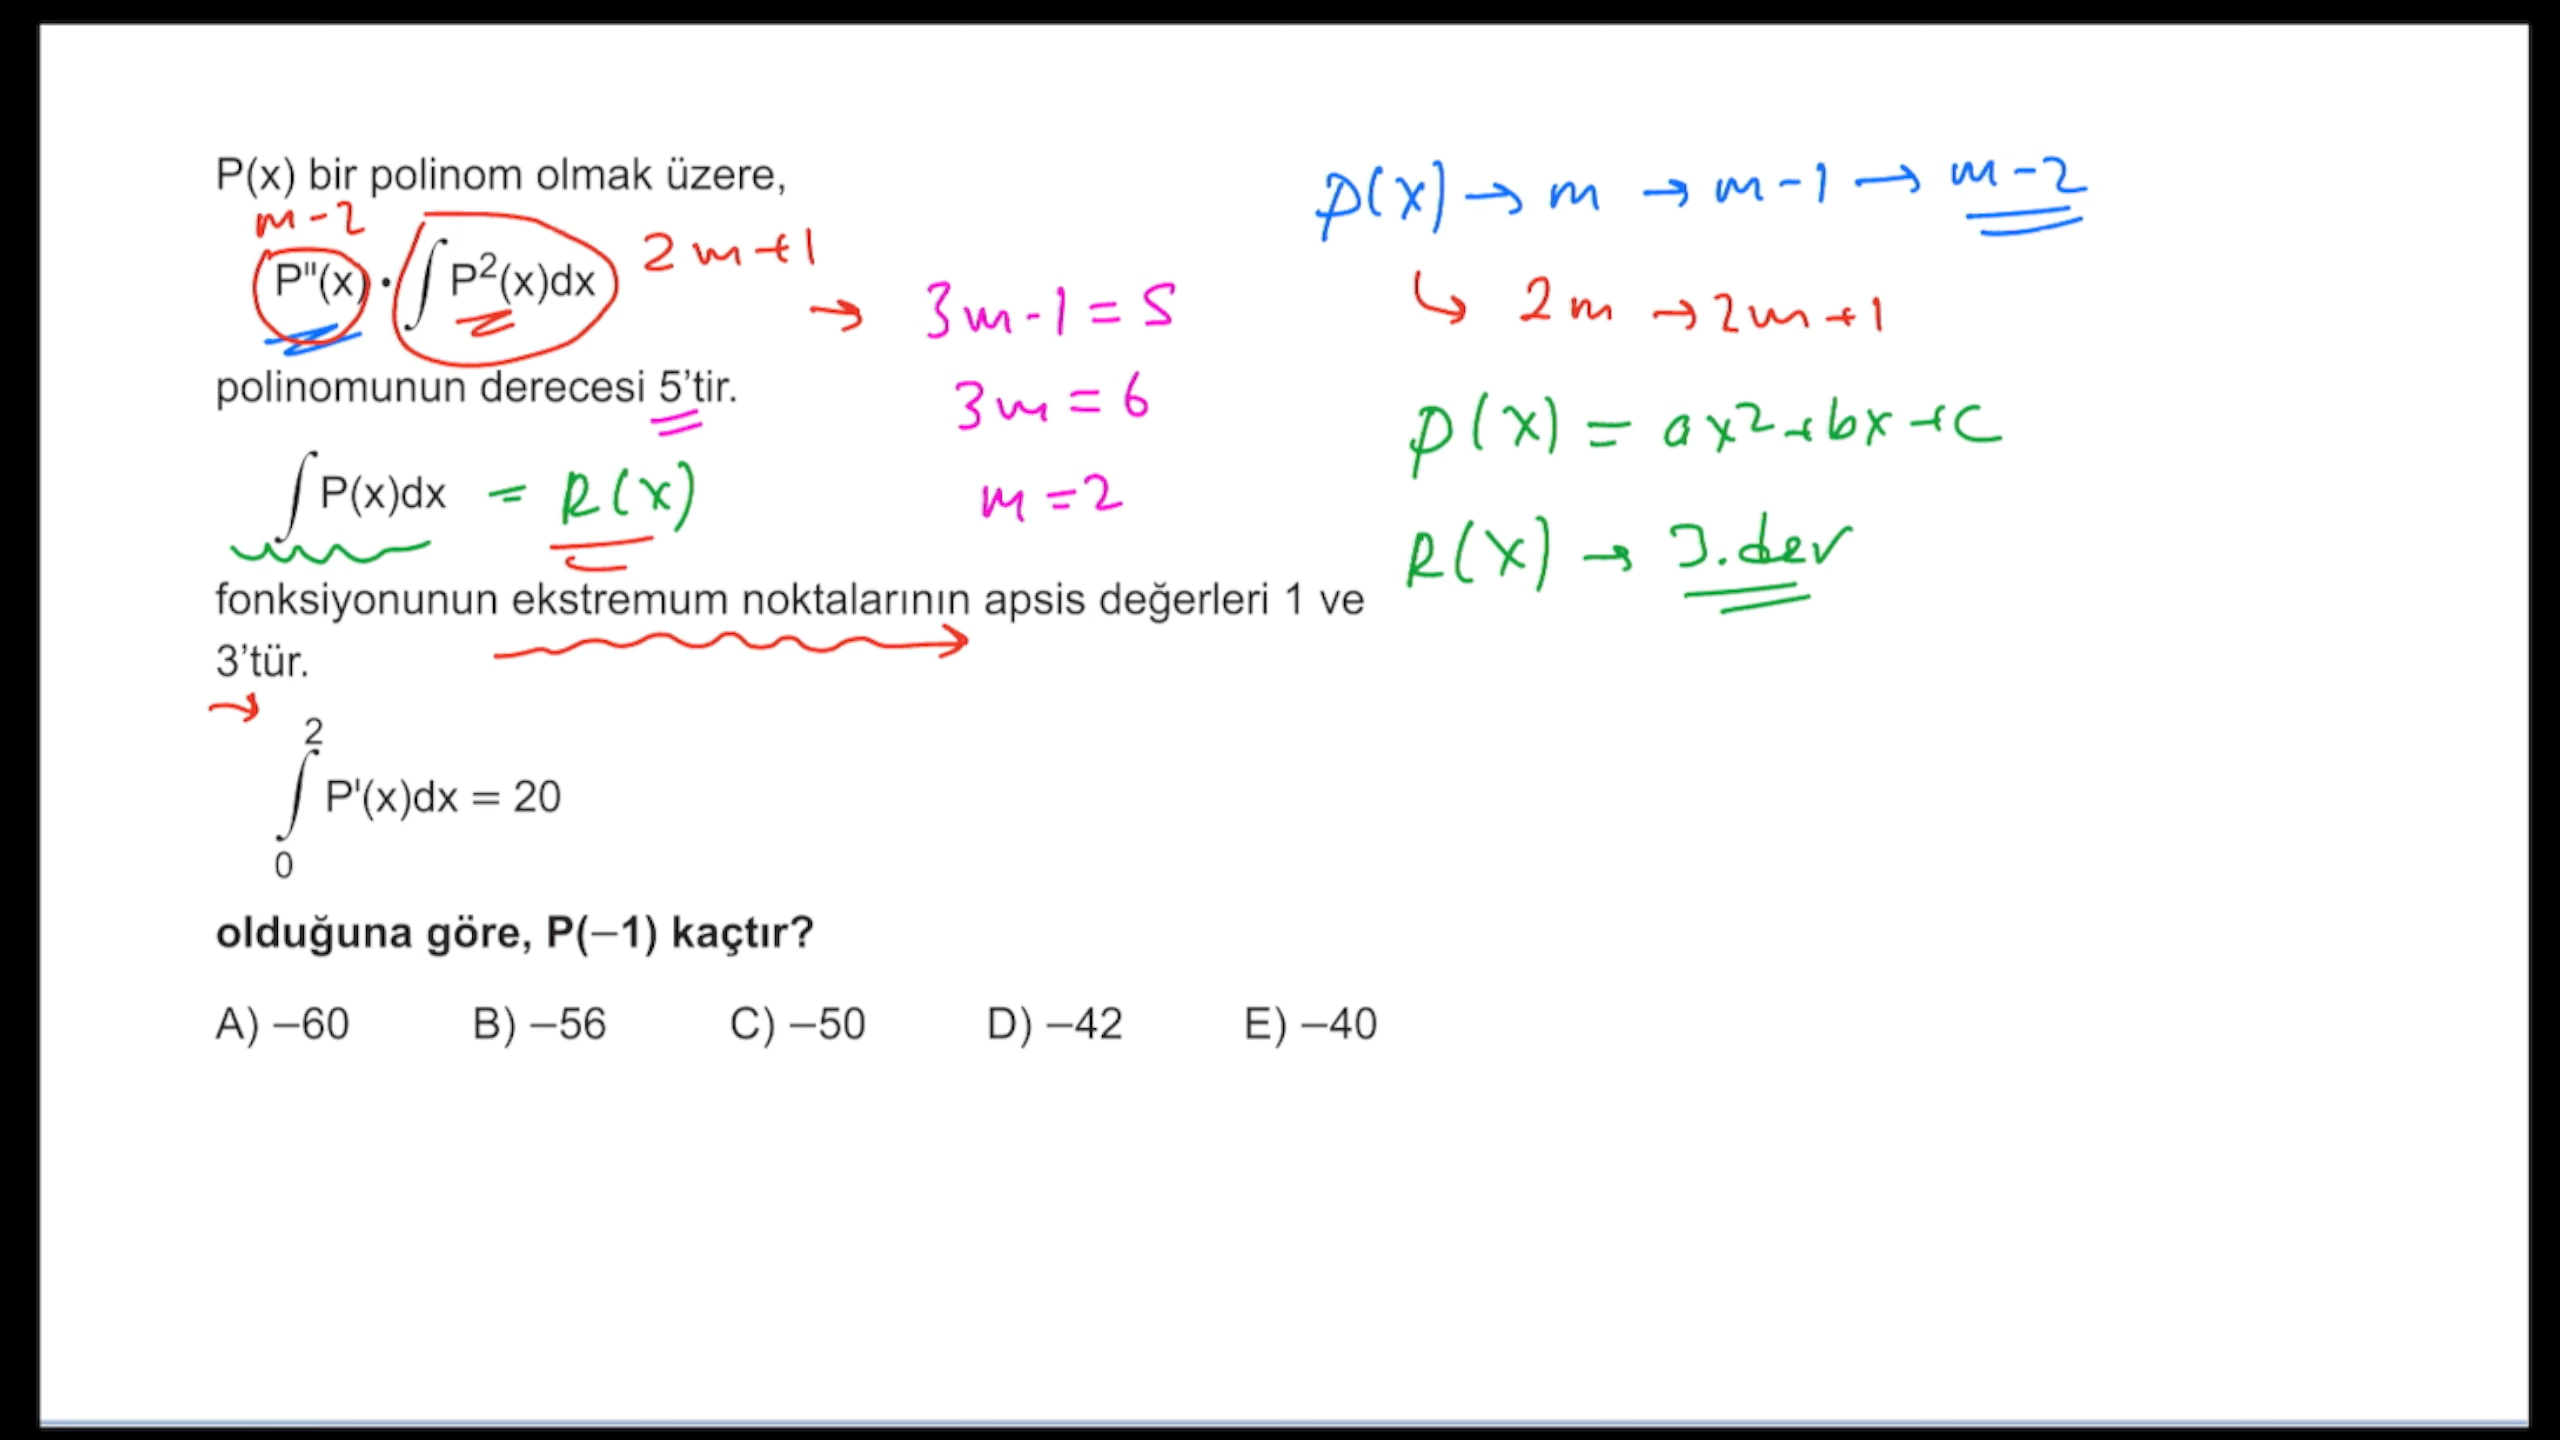 P(x) bir polinom olmak üzere,
m-2
P"(x) · ∫ P²(x)dx 2m+1
→ 3m-1=5
polinomunun derecesi 5'tir.
3m=6
∫ P(x)dx = R(x)
m=2
fonksiyonunun ekstremum noktalarının apsis değerleri 1 ve
3'tür.
→
2
∫ P'(x)dx = 20
0
olduğuna göre, P(–1) kaçtır?
A) –60 B) –56 C) –50 D) –42 E) –40
P(x) → m → m-1 → m-2
↳ 2m → 2m+1
P(x) = ax²+bx+c
R(x) → 3.der